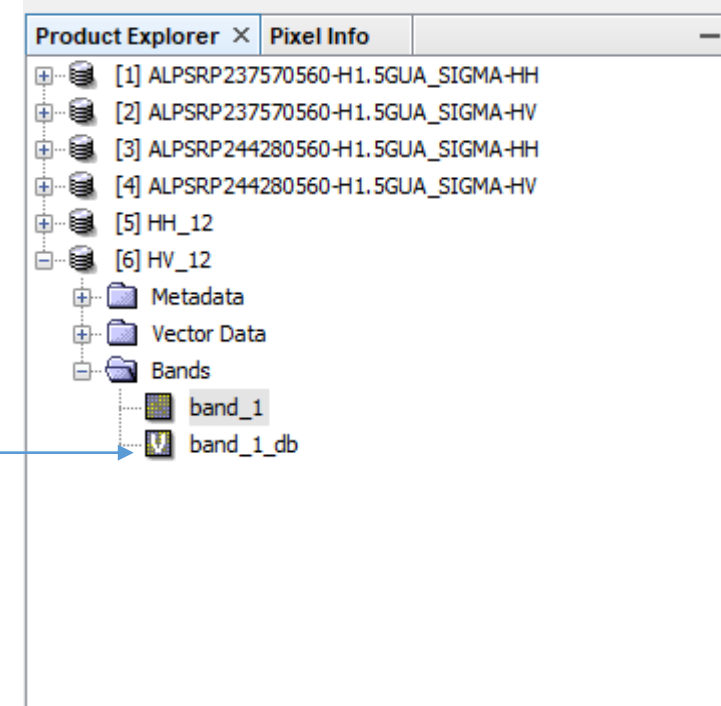 Product Explorer × Pixel Info
[1] ALPSRP237570560-H1.5GUA_SIGMA-HH
[2] ALPSRP237570560-H1.5GUA_SIGMA-HV
[3] ALPSRP244280560-H1.5GUA_SIGMA-HH
[4] ALPSRP244280560-H1.5GUA_SIGMA-HV
[5] HH_12
[6] HV_12
Metadata
Vector Data
Bands
band_1
band_1_db